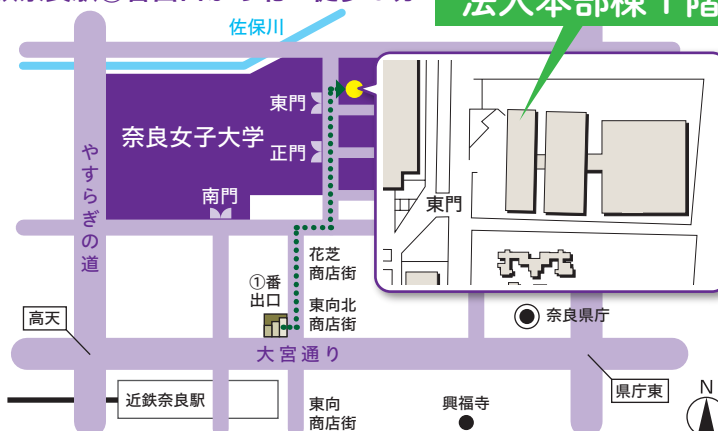 法人本部棟1階
佐保川
東門
奈良女子大学
正門
南門
やすらぎの道
東門
花芝
商店街
①番
出口
東向北
商店街
奈良県庁
高天
大宮通り
県庁東
近鉄奈良駅
東向
商店街
興福寺
N